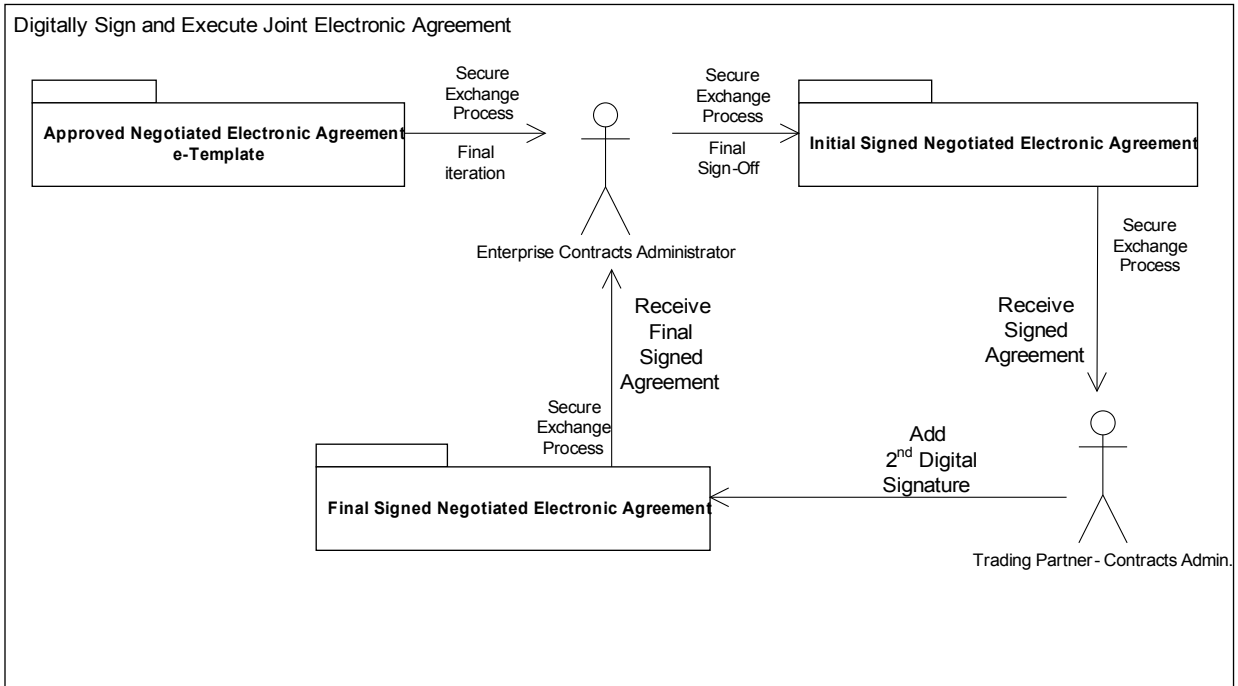 Digitally Sign and Execute Joint Electronic Agreement
Approved Negotiated Electronic Agreement
e-Template
Secure
Exchange
Process
Final
iteration
Enterprise Contracts Administrator
Secure
Exchange
Process
Final
Sign-Off
Initial Signed Negotiated Electronic Agreement
Secure
Exchange
Process
Receive
Signed
Agreement
Trading Partner - Contracts Admin.
Add
2nd Digital
Signature
Final Signed Negotiated Electronic Agreement
Secure
Exchange
Process
Receive
Final
Signed
Agreement